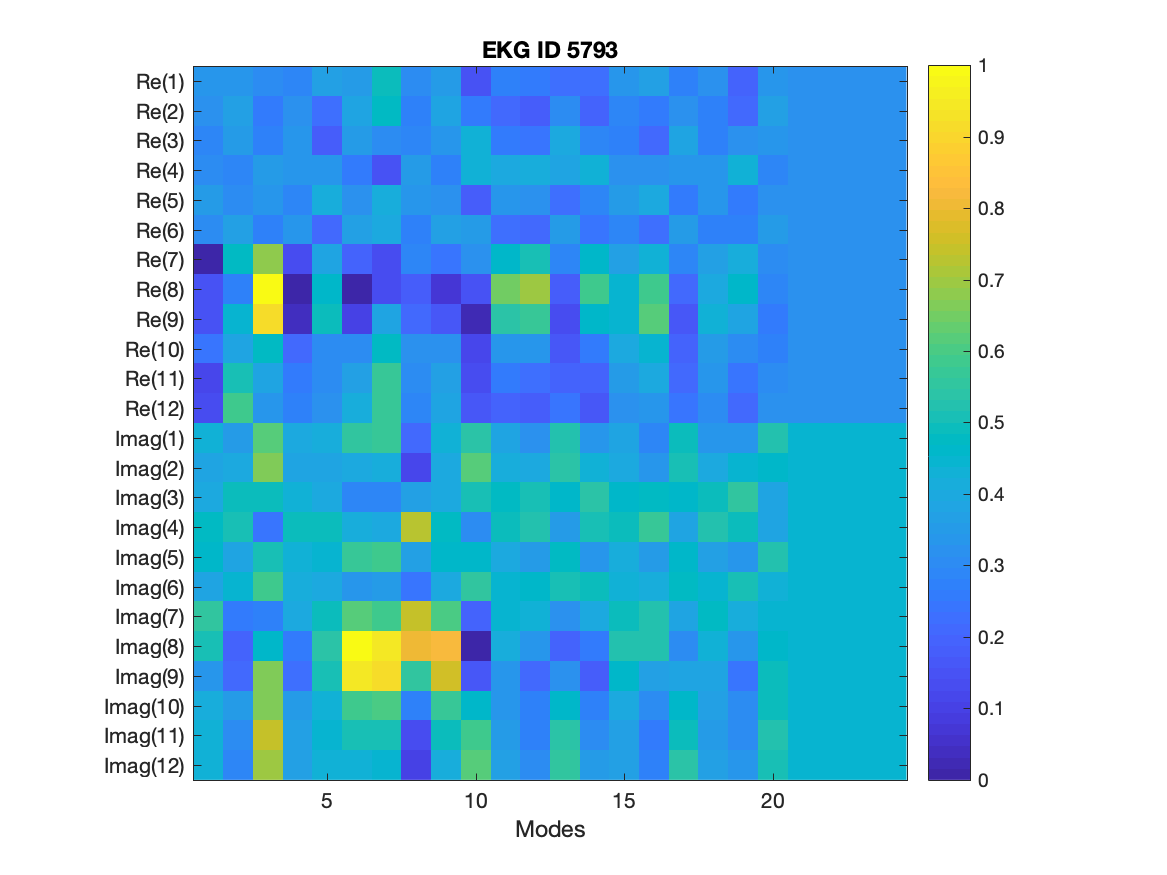 EKG ID 5793
Re(1)
Re(2)
Re(3)
Re(4)
Re(5)
Re(6)
Re(7)
Re(8)
Re(9)
Re(10)
Re(11)
Re(12)
Imag(1)
Imag(2)
Imag(3)
Imag(4)
Imag(5)
Imag(6)
Imag(7)
Imag(8)
Imag(9)
Imag(10)
Imag(11)
Imag(12)
5 10 15 20
Modes
1
0.9
0.8
0.7
0.6
0.5
0.4
0.3
0.2
0.1
0